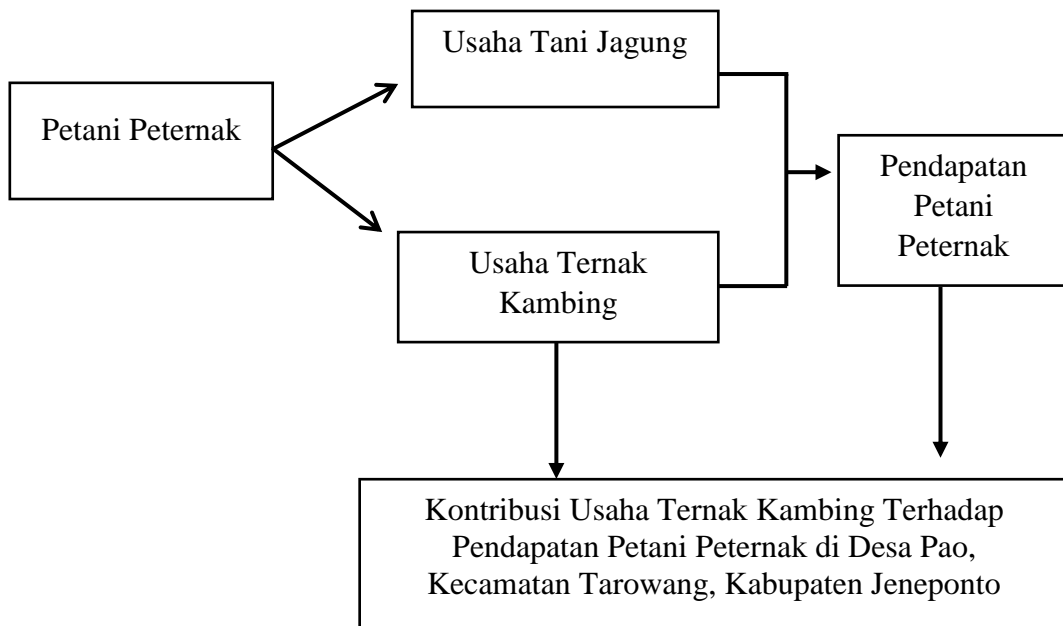 Usaha Tani Jagung
Petani Peternak
Pendapatan
Petani
Peternak
Usaha Ternak
Kambing
Kontribusi Usaha Ternak Kambing Terhadap
Pendapatan Petani Peternak di Desa Pao,
Kecamatan Tarowang, Kabupaten Jeneponto